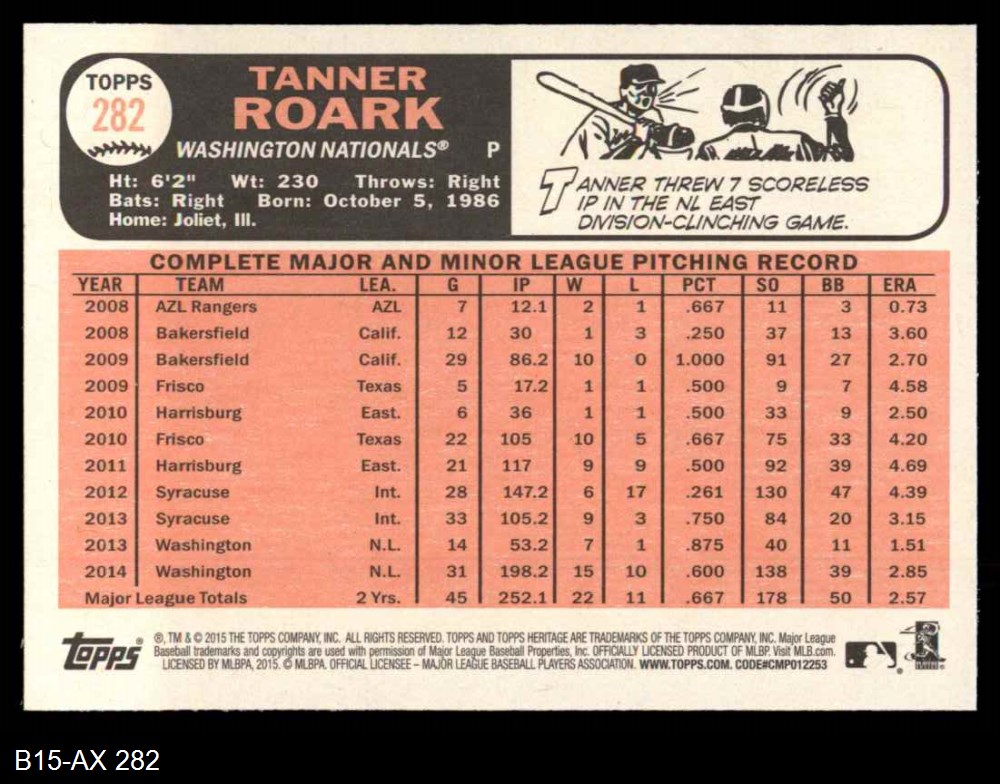 TOPPS
282
TANNER
ROARK
WASHINGTON NATIONALS® P
Ht: 6'2" Wt: 230 Throws: Right
Bats: Right Born: October 5, 1986
Home: Joliet, Ill.
TANNER THREW 7 SCORELESS
IP IN THE NL EAST
DIVISION-CLINCHING GAME.
COMPLETE MAJOR AND MINOR LEAGUE PITCHING RECORD
YEAR TEAM LEA. G IP W L PCT SO BB ERA
2008 AZL Rangers AZL 7 12.1 2 1 .667 11 3 0.73
2008 Bakersfield Calif. 12 30 1 3 .250 37 13 3.60
2009 Bakersfield Calif. 29 86.2 10 0 1.000 91 27 2.70
2009 Frisco Texas 5 17.2 1 1 .500 9 7 4.58
2010 Harrisburg East. 6 36 1 1 .500 33 9 2.50
2010 Frisco Texas 22 105 10 5 .667 75 33 4.20
2011 Harrisburg East. 21 117 9 9 .500 92 39 4.69
2012 Syracuse Int. 28 147.2 6 17 .261 130 47 4.39
2013 Syracuse Int. 33 105.2 9 3 .750 84 20 3.15
2013 Washington N.L. 14 53.2 7 1 .875 40 11 1.51
2014 Washington N.L. 31 198.2 15 10 .600 138 39 2.85
Major League Totals 2 Yrs. 45 252.1 22 11 .667 178 50 2.57
Topps®
®, TM & © 2015 THE TOPPS COMPANY, INC. ALL RIGHTS RESERVED. TOPPS AND TOPPS HERITAGE ARE TRADEMARKS OF THE TOPPS COMPANY, INC. Major League
Baseball trademarks and copyrights are used with permission of Major League Baseball Properties, Inc. OFFICIALLY LICENSED PRODUCT OF MLBP. Visit MLB.com.
LICENSED BY MLBPA, 2015. © MLBPA. OFFICIAL LICENSEE – MAJOR LEAGUE BASEBALL PLAYERS ASSOCIATION. WWW.TOPPS.COM. CODE#CMP012253
B15-AX 282